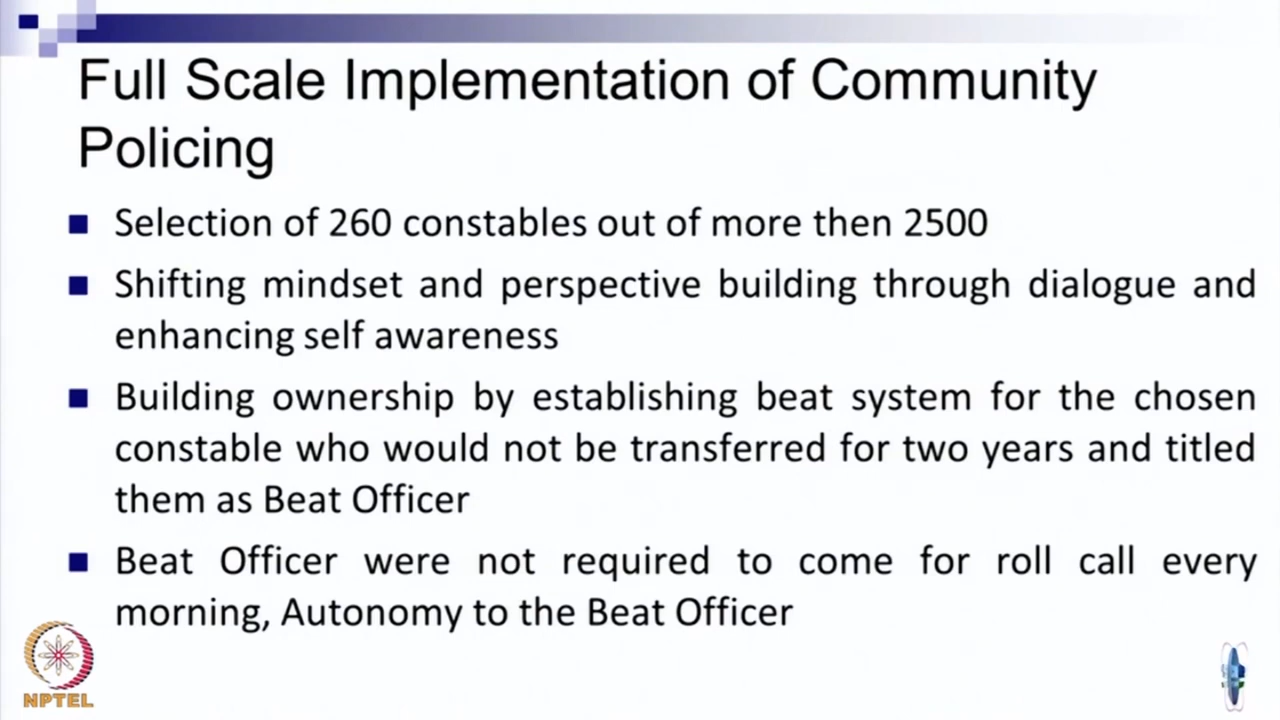 Full Scale Implementation of Community
Policing
Selection of 260 constables out of more then 2500
Shifting mindset and perspective building through dialogue and
enhancing self awareness
Building ownership by establishing beat system for the chosen
constable who would not be transferred for two years and titled
them as Beat Officer
Beat Officer were not required to come for roll call every
morning, Autonomy to the Beat Officer
NPTEL